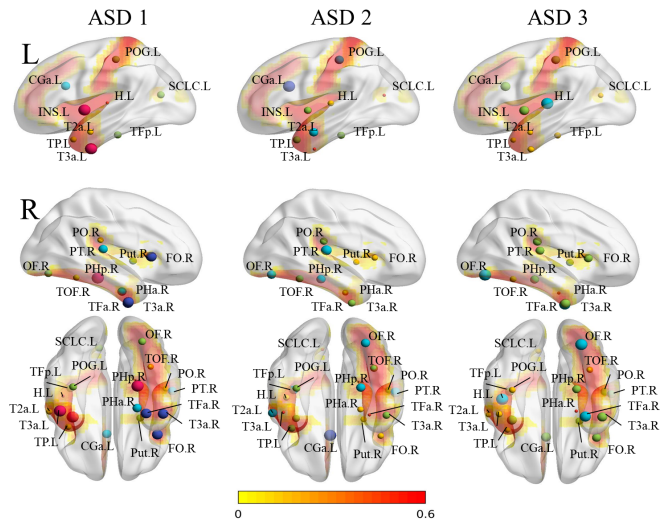 ASD 1 ASD 2 ASD 3
L
POG.L POG.L POG.L
CGa.L SCLC.L CGa.L SCLC.L CGa.L SCLC.L
H.L H.L H.L
INS.L INS.L INS.L
T2a.L T2a.L T2a.L
TP.L TFp.L TP.L TFp.L TP.L TFp.L
T3a.L T3a.L T3a.L
R
PO.R PO.R PO.R
PT.R Put.R FO.R PT.R Put.R FO.R PT.R Put.R FO.R
OF.R PHp.R OF.R PHp.R OF.R PHp.R
TOF.R PHa.R TOF.R PHa.R TOF.R PHa.R
TFa.R T3a.R TFa.R T3a.R TFa.R T3a.R
SCLC.L OF.R SCLC.L OF.R SCLC.L OF.R
POG.L TOF.R POG.L TOF.R POG.L TOF.R
TFp.L PHp.R PO.R TFp.L PHp.R PO.R TFp.L PHp.R PO.R
H.L PT.R H.L PT.R H.L PT.R
T2a.L PHa.R TFa.R T2a.L PHa.R TFa.R T2a.L PHa.R TFa.R
T3a.L T3a.R T3a.L T3a.R T3a.L T3a.R
TP.L CGa.L Put.R FO.R TP.L CGa.L Put.R FO.R TP.L CGa.L Put.R FO.R
0 0.6